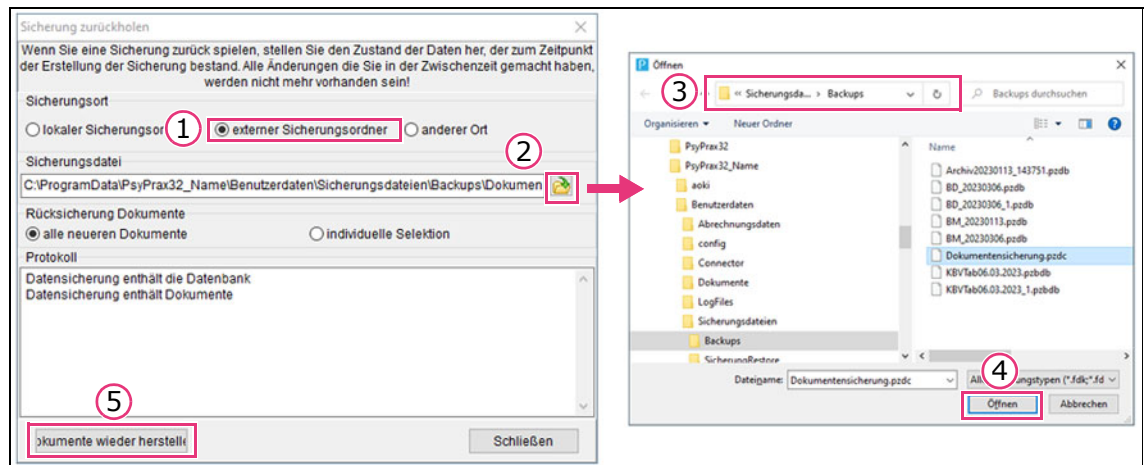 Sicherung zurückholen
Wenn Sie eine Sicherung zurück spielen, stellen Sie den Zustand der Daten her, der zum Zeitpunkt
der Erstellung der Sicherung bestand. Alle Änderungen die Sie in der Zwischenzeit gemacht haben,
werden nicht mehr vorhanden sein!
Sicherungsort
lokaler Sicherungsor
1
externer Sicherungsordner
anderer Ort
Sicherungsdatei
2
C:\ProgramData\PsyPrax32_Name\Benutzerdaten\Sicherungsdateien\Backups\Dokumen
Rücksicherung Dokumente
alle neueren Dokumente
individuelle Selektion
Protokoll
Datensicherung enthält die Datenbank
Datensicherung enthält Dokumente
5
okumente wieder herstelle
Schließen
Öffnen
3
« Sicherungsda... › Backups
Backups durchsuchen
Organisieren
Neuer Ordner
PsyPrax32
PsyPrax32_Name
aoki
Benutzerdaten
Abrechnungsdaten
config
Connector
Dokumente
LogFiles
Sicherungsdateien
Backups
SicherungRestore
Name
Archiv20230113_143751.pzdb
BD_20230306.pzdb
BD_20230306_1.pzdb
BM_20230113.pzdb
BM_20230306.pzdb
Dokumentensicherung.pzdc
KBVTab06.03.2023.pzbdb
KBVTab06.03.2023_1.pzbdb
4
Dateiname:
Dokumentensicherung.pzdc
ungstypen (*.fdk;*.fd
Öffnen
Abbrechen